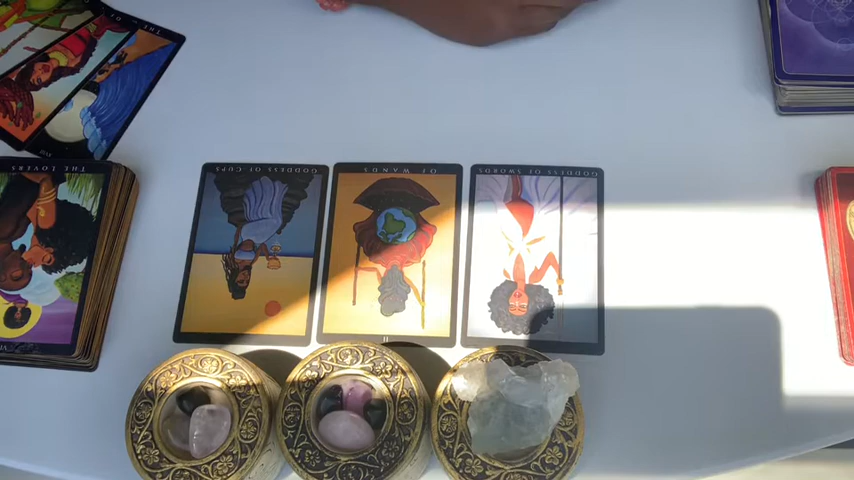 THE LOVERS
GODDESS OF CUPS
OF WANDS
GODDESS OF SWORDS